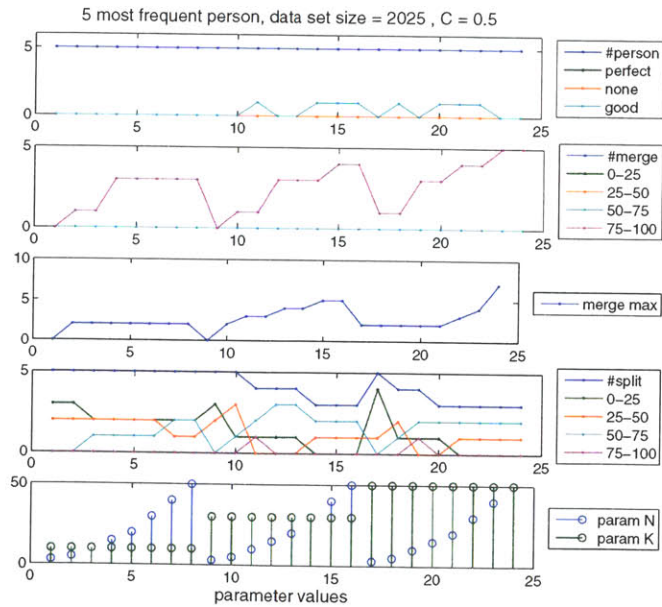 5 most frequent person, data set size = 2025 , C = 0.5
5
0
0 5 10 15 20 25
#person
perfect
none
good
5
0
0 5 10 15 20 25
#merge
0-25
25-50
50-75
75-100
10
5
0
0 5 10 15 20 25
merge max
5
0
0 5 10 15 20 25
#split
0-25
25-50
50-75
75-100
50
0
0 5 10 15 20 25
param N
param K
parameter values